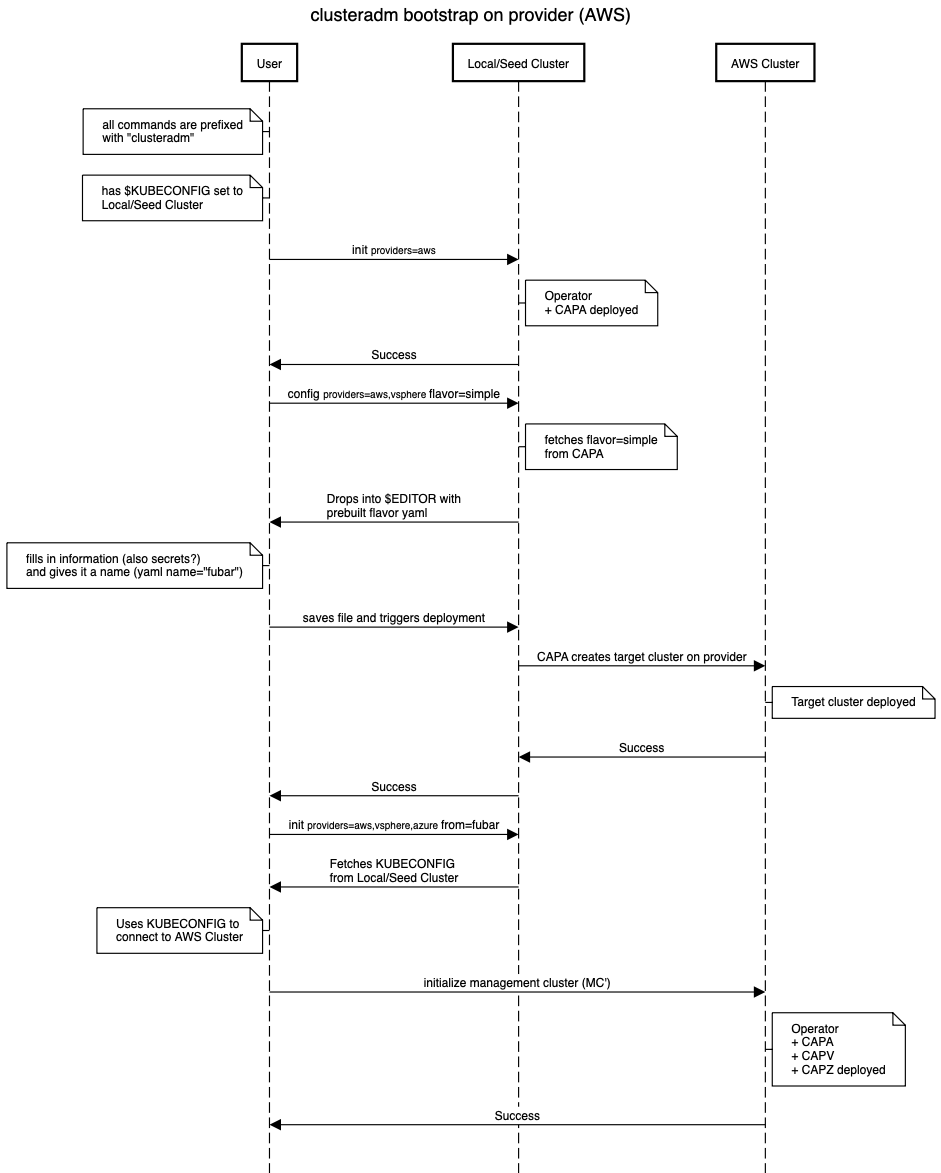 clusteradm bootstrap on provider (AWS)
User
Local/Seed Cluster
AWS Cluster
all commands are prefixed
with "clusteradm"
has $KUBECONFIG set to
Local/Seed Cluster
init providers=aws
Operator
+ CAPA deployed
Success
config providers=aws,vsphere flavor=simple
fetches flavor=simple
from CAPA
Drops into $EDITOR with
prebuilt flavor yaml
fills in information (also secrets?)
and gives it a name (yaml name="fubar")
saves file and triggers deployment
CAPA creates target cluster on provider
Target cluster deployed
Success
Success
init providers=aws,vsphere,azure from=fubar
Fetches KUBECONFIG
from Local/Seed Cluster
Uses KUBECONFIG to
connect to AWS Cluster
initialize management cluster (MC')
Operator
+ CAPA
+ CAPV
+ CAPZ deployed
Success